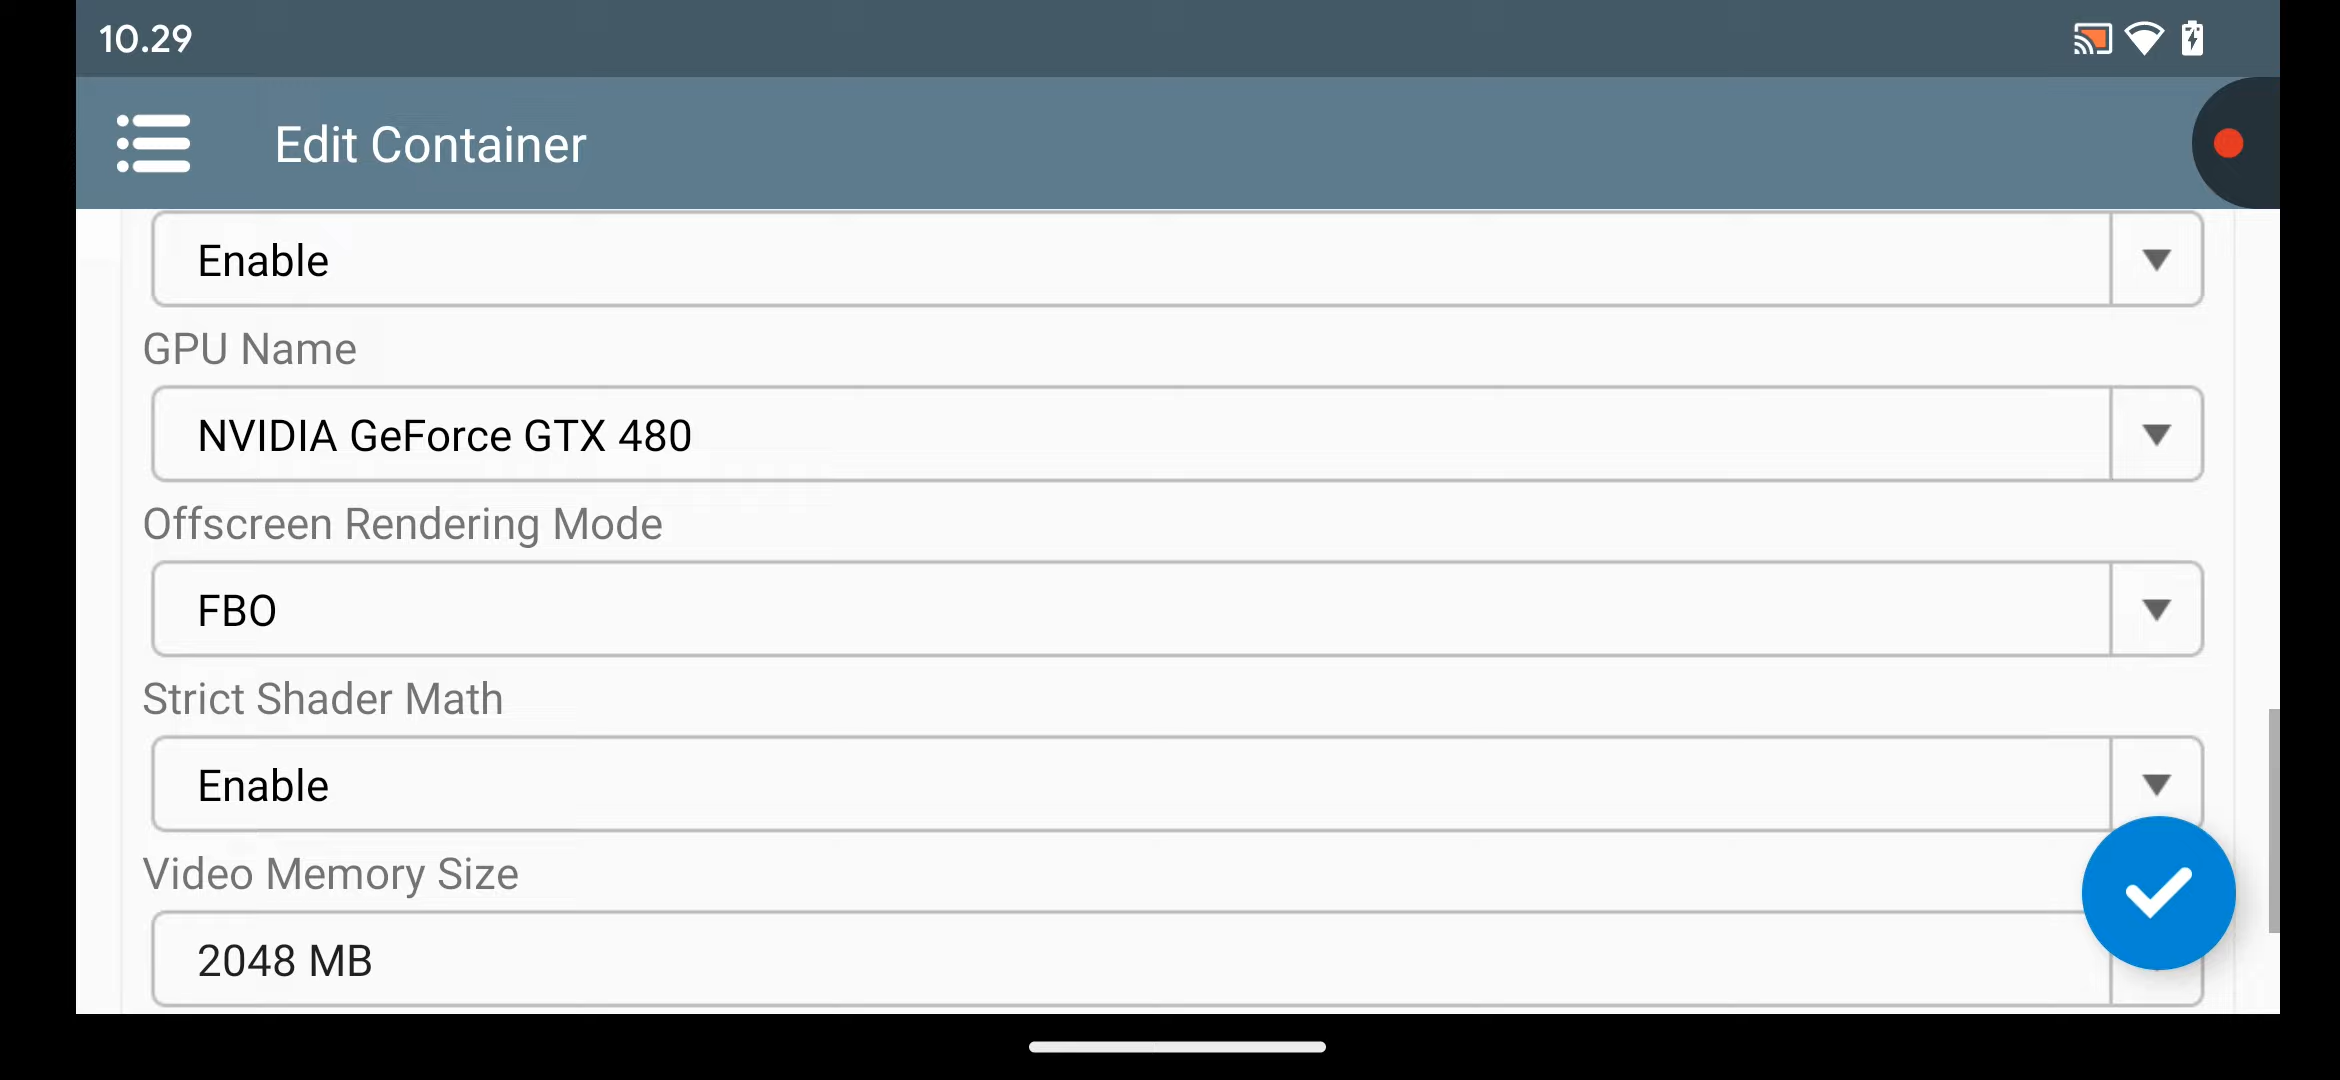 10.29
Edit Container
Enable
GPU Name
NVIDIA GeForce GTX 480
Offscreen Rendering Mode
FBO
Strict Shader Math
Enable
Video Memory Size
2048 MB